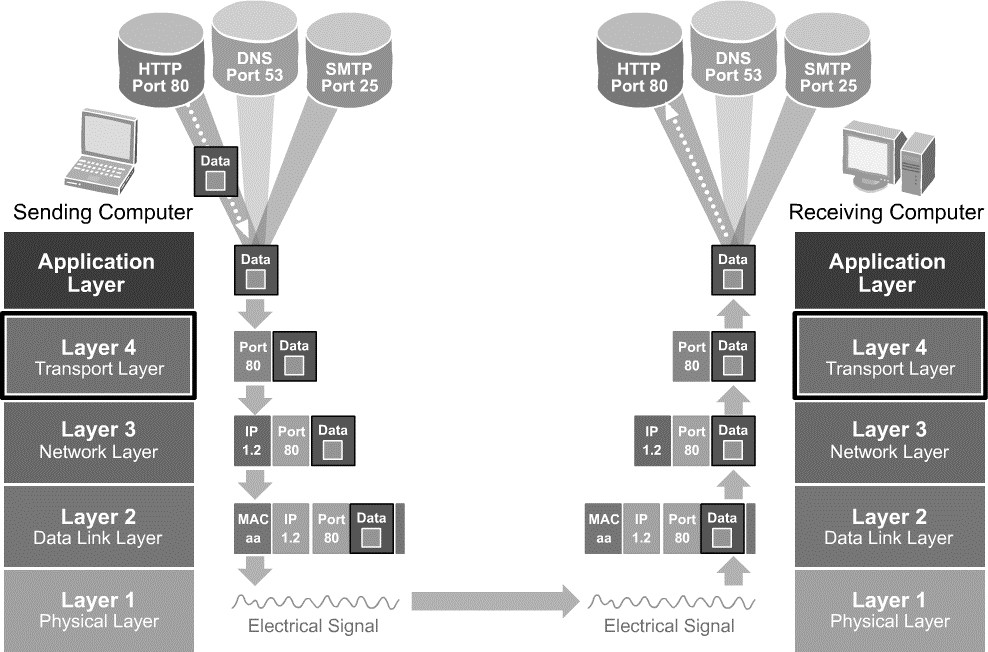 HTTP
Port 80
DNS
Port 53
SMTP
Port 25
HTTP
Port 80
DNS
Port 53
SMTP
Port 25
Data
Sending Computer
Receiving Computer
Application
Layer
Data
Data
Application
Layer
Layer 4
Transport Layer
Port
80
Data
Port
80
Data
Layer 4
Transport Layer
Layer 3
Network Layer
IP
1.2
Port
80
Data
IP
1.2
Port
80
Data
Layer 3
Network Layer
Layer 2
Data Link Layer
MAC
aa
IP
1.2
Port
80
Data
MAC
aa
IP
1.2
Port
80
Data
Layer 2
Data Link Layer
Layer 1
Physical Layer
Electrical Signal
Electrical Signal
Layer 1
Physical Layer